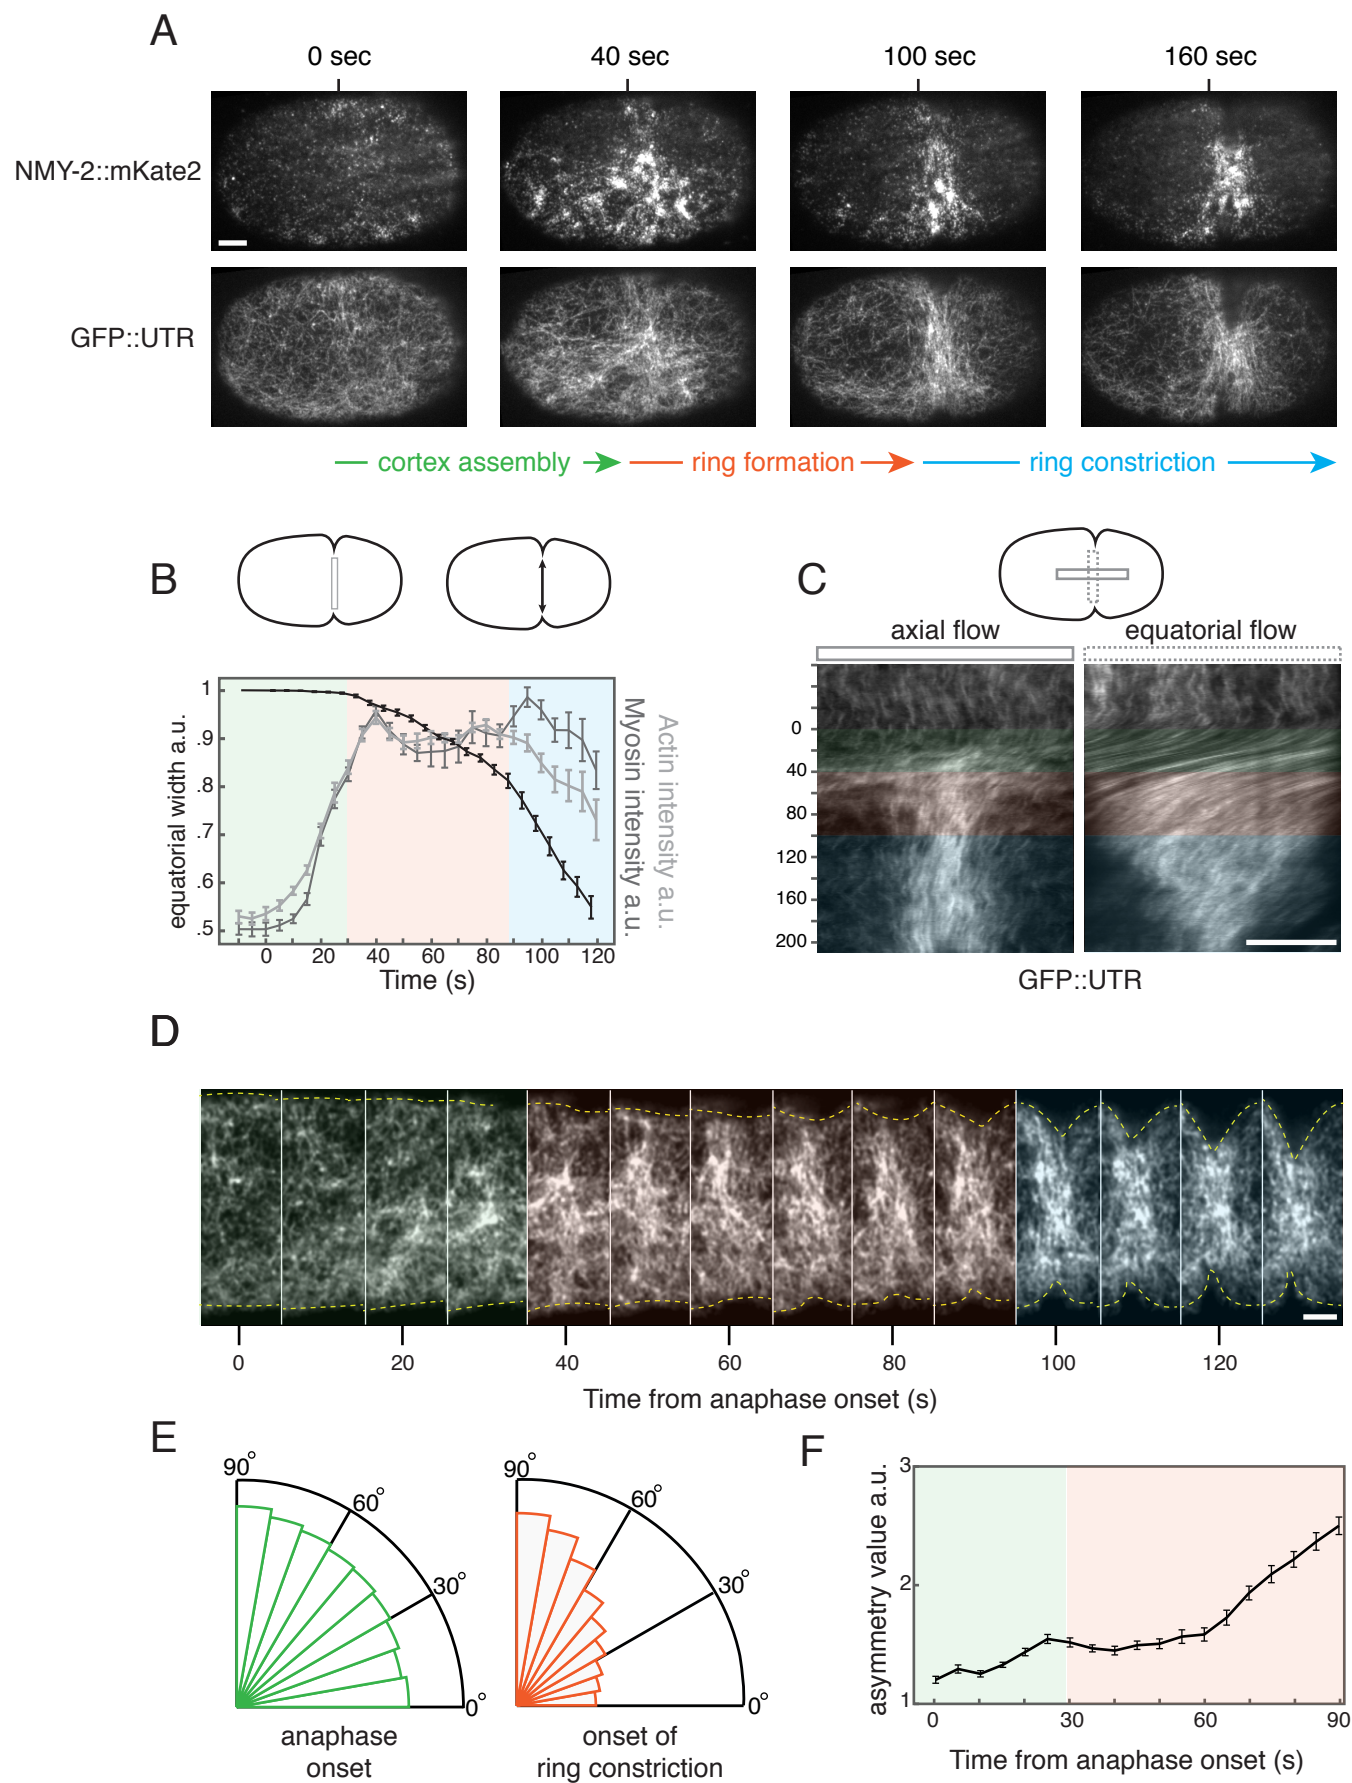 A
0 sec 40 sec 100 sec 160 sec
NMY-2::mKate2
GFP::UTR
cortex assembly ring formation ring constriction
B
C
axial flow equatorial flow
equatorial width a.u.
1
.9
.8
.7
.6
.5
0 20 40 60 80 100 120
Time (s)
Myosin intensity a.u.
Actin intensity a.u.
0
40
80
120
160
200
GFP::UTR
D
0 20 40 60 80 100 120
Time from anaphase onset (s)
E
90°
60°
30°
0°
anaphase
onset
90°
60°
30°
0°
onset of
ring constriction
F
asymmetry value a.u.
3
2
1
0 30 60 90
Time from anaphase onset (s)